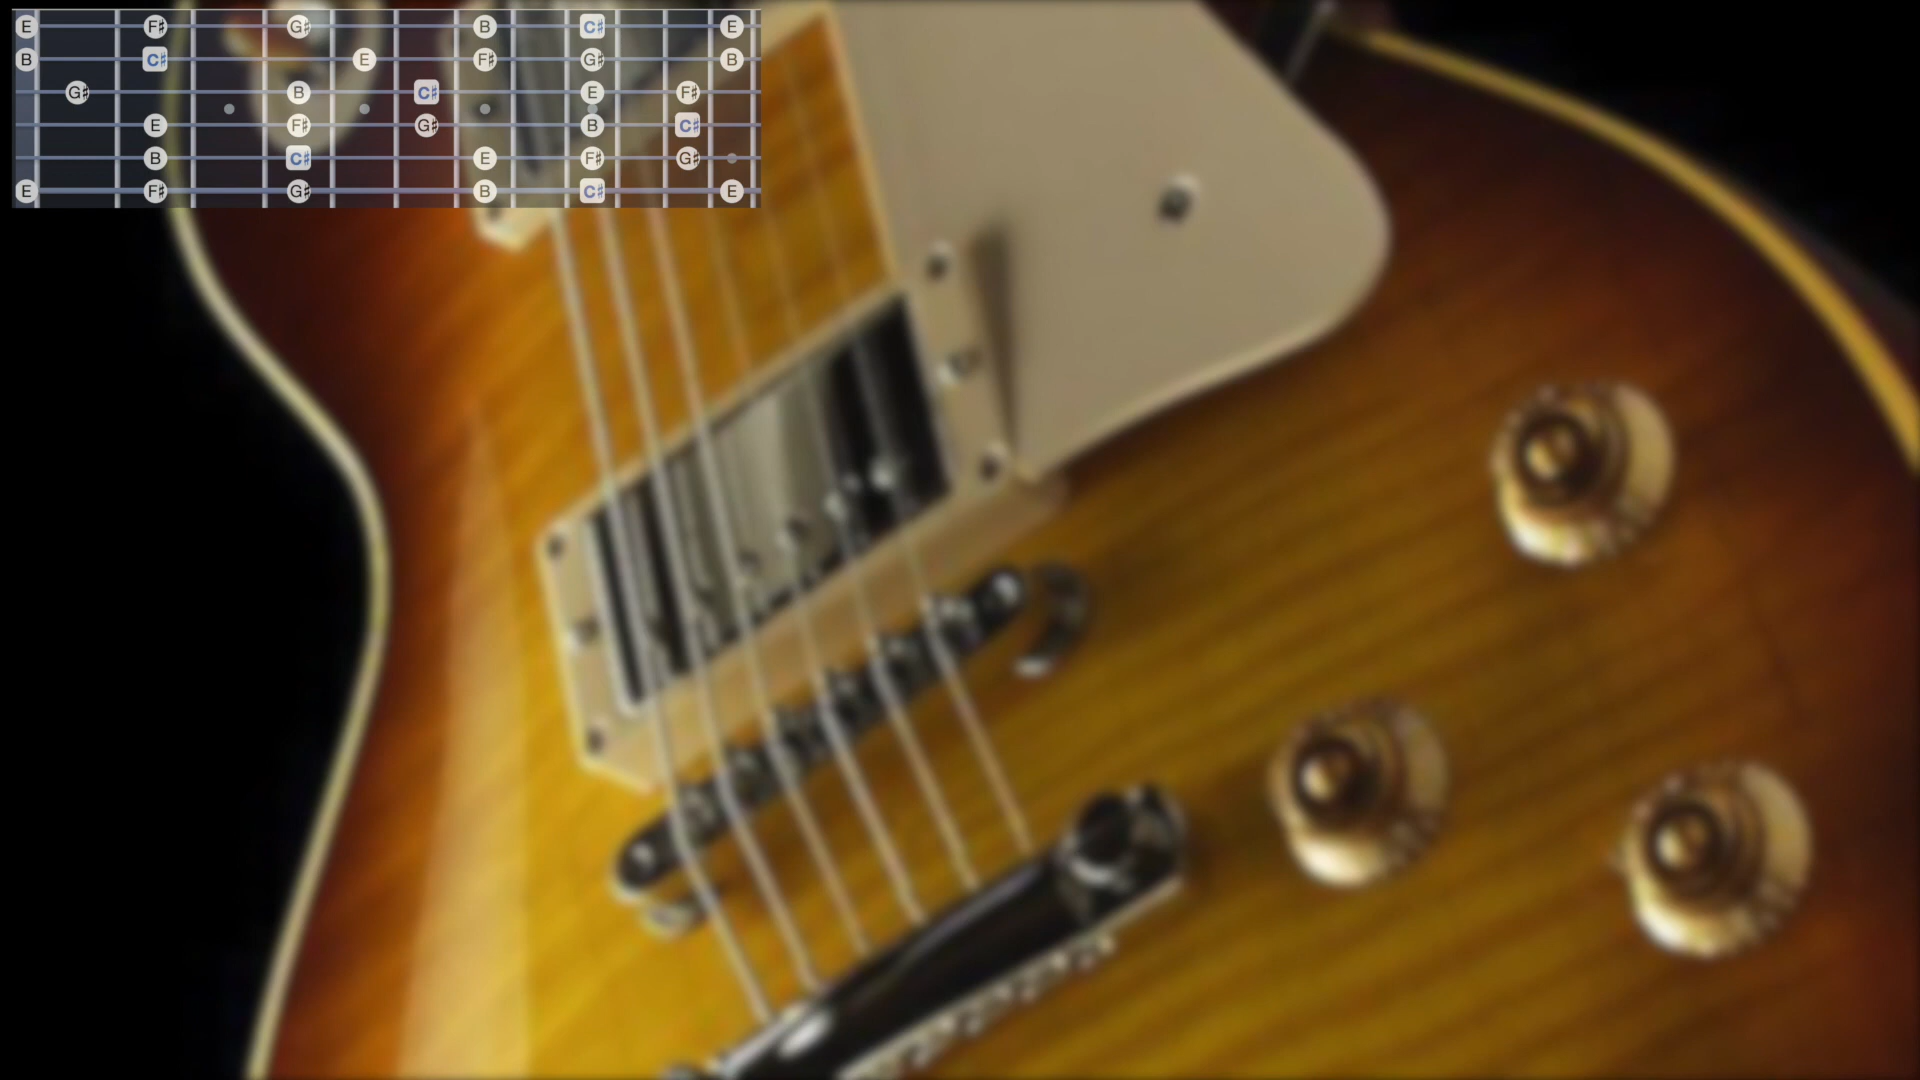 E F♯ G♯ B C♯ E
B C♯ E F♯ G♯ B
G♯ B C♯ E F♯
E F♯ G♯ B C♯
B C♯ E F♯ G♯
E F♯ G♯ B C♯ E